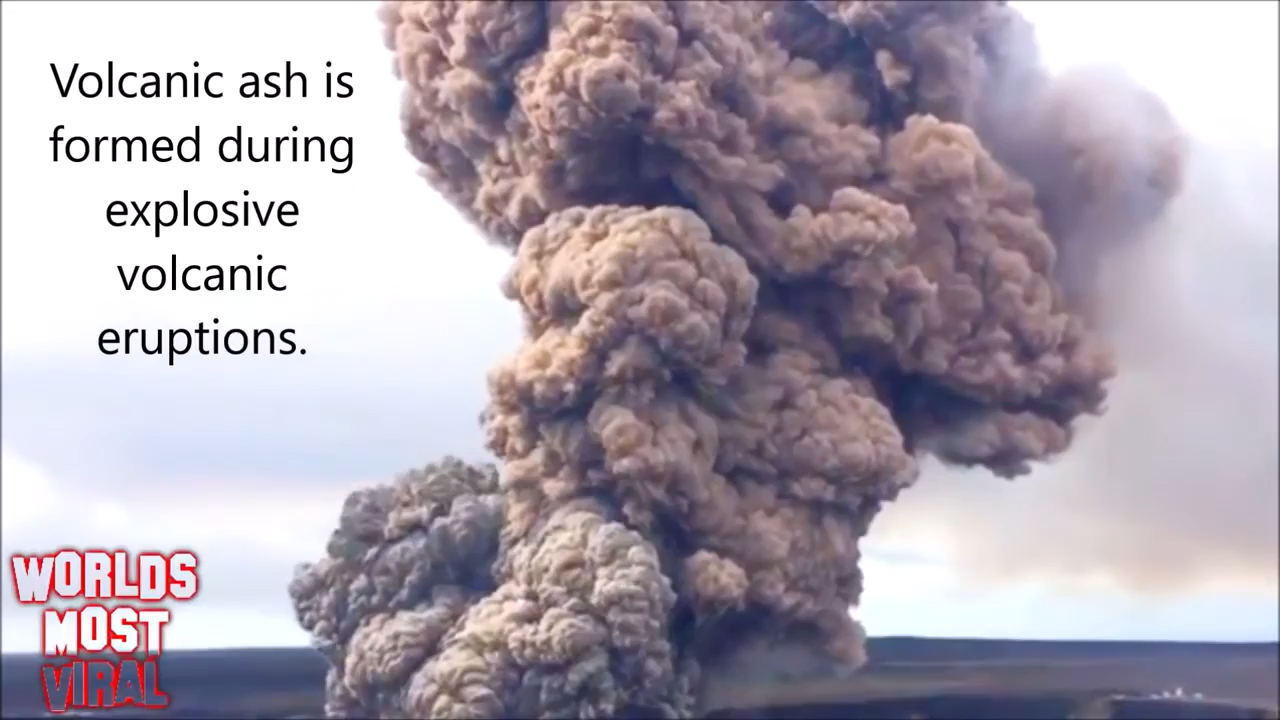 Volcanic ash is
formed during
explosive
volcanic
eruptions.
WORLDS
MOST
VIRAL